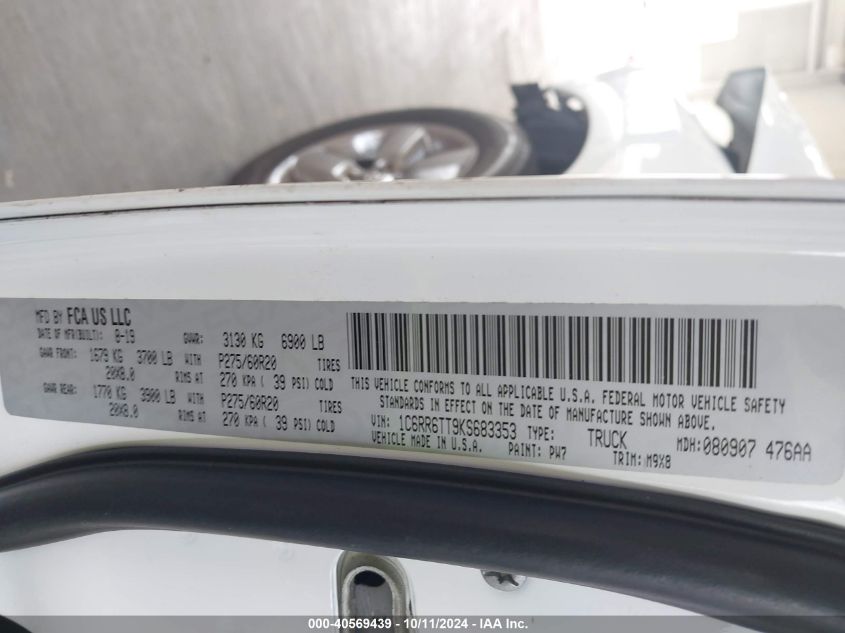 MFD BY FCA US LLC
DATE OF MFR(BUILT): 8-19 GVWR: 3130 KG 6900 LB
GAWR FRONT: 1679 KG 3700 LB WITH P275/60R20 TIRES
20X8.0 RIMS AT 270 KPA ( 39 PSI) COLD
GAWR REAR: 1770 KG 3900 LB WITH P275/60R20 TIRES
20X8.0 RIMS AT 270 KPA ( 39 PSI) COLD
THIS VEHICLE CONFORMS TO ALL APPLICABLE U.S.A. FEDERAL MOTOR VEHICLE SAFETY
STANDARDS IN EFFECT ON THE DATE OF MANUFACTURE SHOWN ABOVE.
VIN: 1C6RR6TT9KS683353 TYPE: TRUCK MDH:080907 476AA
VEHICLE MADE IN U.S.A. PAINT: PW7 TRIM: M9X8
000-40569439 - 10/11/2024 - IAA Inc.